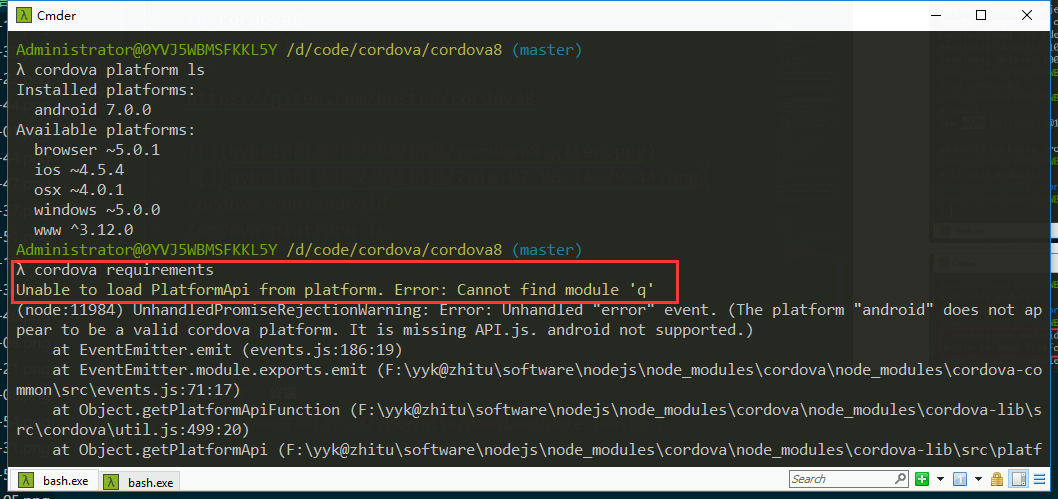 Cmder
Administrator@0YVJ5WBMSFKKL5Y /d/code/cordova/cordova8 (master)
λ cordova platform ls
Installed platforms:
  android 7.0.0
Available platforms:
  browser ~5.0.1
  ios ~4.5.4
  osx ~4.0.1
  windows ~5.0.0
  www ^3.12.0
Administrator@0YVJ5WBMSFKKL5Y /d/code/cordova/cordova8 (master)
λ cordova requirements
Unable to load PlatformApi from platform. Error: Cannot find module 'q'
(node:11984) UnhandledPromiseRejectionWarning: Error: Unhandled "error" event. (The platform "android" does not ap
pear to be a valid cordova platform. It is missing API.js. android not supported.)
    at EventEmitter.emit (events.js:186:19)
    at EventEmitter.module.exports.emit (F:\yyk@zhitu\software\nodejs\node_modules\cordova\node_modules\cordova-co
mmon\src\events.js:71:17)
    at Object.getPlatformApiFunction (F:\yyk@zhitu\software\nodejs\node_modules\cordova\node_modules\cordova-lib\s
rc\cordova\util.js:499:20)
    at Object.getPlatformApi (F:\yyk@zhitu\software\nodejs\node_modules\cordova\node_modules\cordova-lib\src\platf
bash.exe
bash.exe
Search
05.png